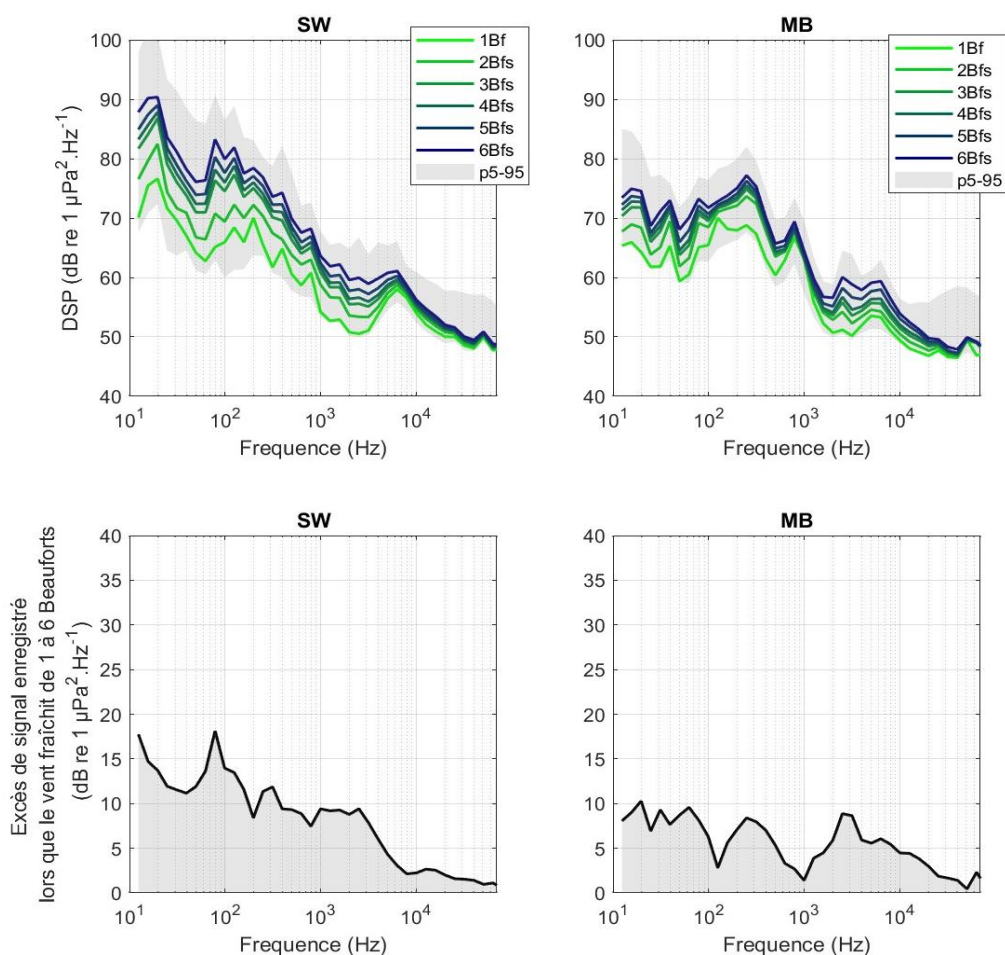 SW
100
90
80
70
60
50
40
DSP (dB re 1 µPa².Hz⁻¹)
10¹
10²
10³
10⁴
Frequence (Hz)
1Bf
2Bfs
3Bfs
4Bfs
5Bfs
6Bfs
p5-95
MB
100
90
80
70
60
50
40
10¹
10²
10³
10⁴
Frequence (Hz)
1Bf
2Bfs
3Bfs
4Bfs
5Bfs
6Bfs
p5-95
SW
40
35
30
25
20
15
10
5
0
Excès de signal enregistré
lors que le vent fraîchit de 1 à 6 Beauforts
(dB re 1 µPa².Hz⁻¹)
10¹
10²
10³
10⁴
Frequence (Hz)
MB
40
35
30
25
20
15
10
5
0
10¹
10²
10³
10⁴
Frequence (Hz)